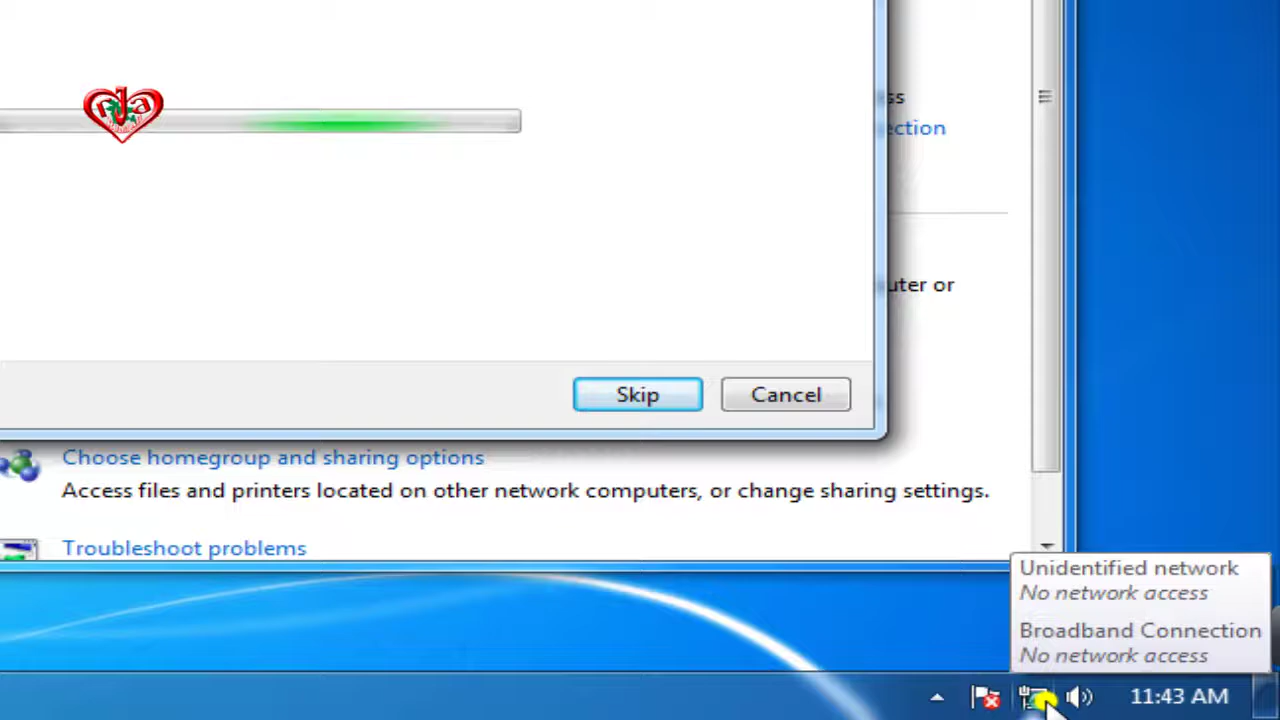 ss
ection
uter or
Skip
Cancel
Choose homegroup and sharing options
Access files and printers located on other network computers, or change sharing settings.
Troubleshoot problems
Unidentified network
No network access
Broadband Connection
No network access
11:43 AM